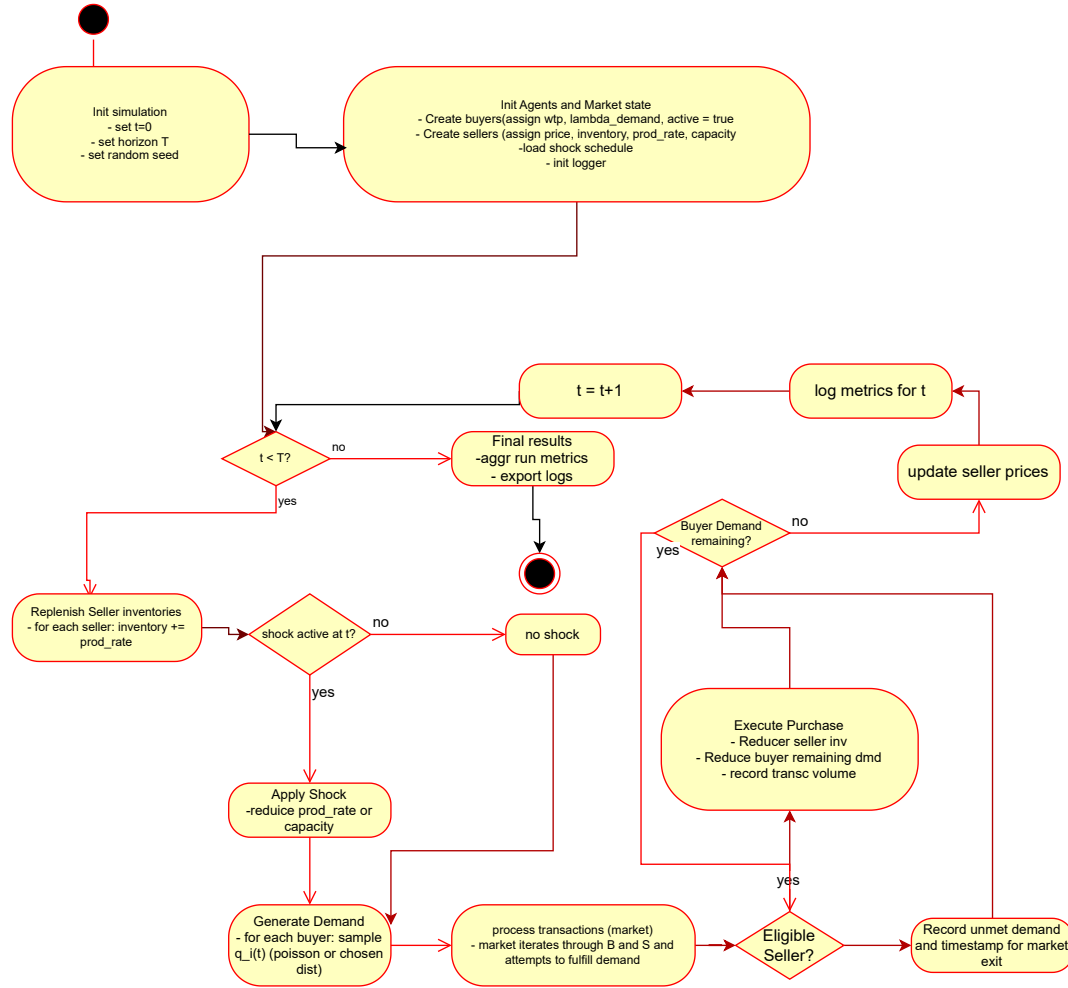 Init simulation
- set t=0
- set horizon T
- set random seed
Init Agents and Market state
- Create buyers(assign wtp, lambda_demand, active = true
- Create sellers (assign price, inventory, prod_rate, capacity
-load shock schedule
- init logger
t = t+1
log metrics for t
t < T?
no
yes
Final results
-aggr run metrics
- export logs
update seller prices
Buyer Demand
remaining?
no
yes
Replenish Seller inventories
- for each seller: inventory +=
prod_rate
shock active at t?
no
yes
no shock
Execute Purchase
- Reducer seller inv
- Reduce buyer remaining dmd
- record transc volume
Apply Shock
-reduice prod_rate or
capacity
yes
Generate Demand
- for each buyer: sample
q_i(t) (poisson or chosen
dist)
process transactions (market)
- market iterates through B and S and
attempts to fulfill demand
Eligible
Seller?
Record unmet demand
and timestamp for market
exit